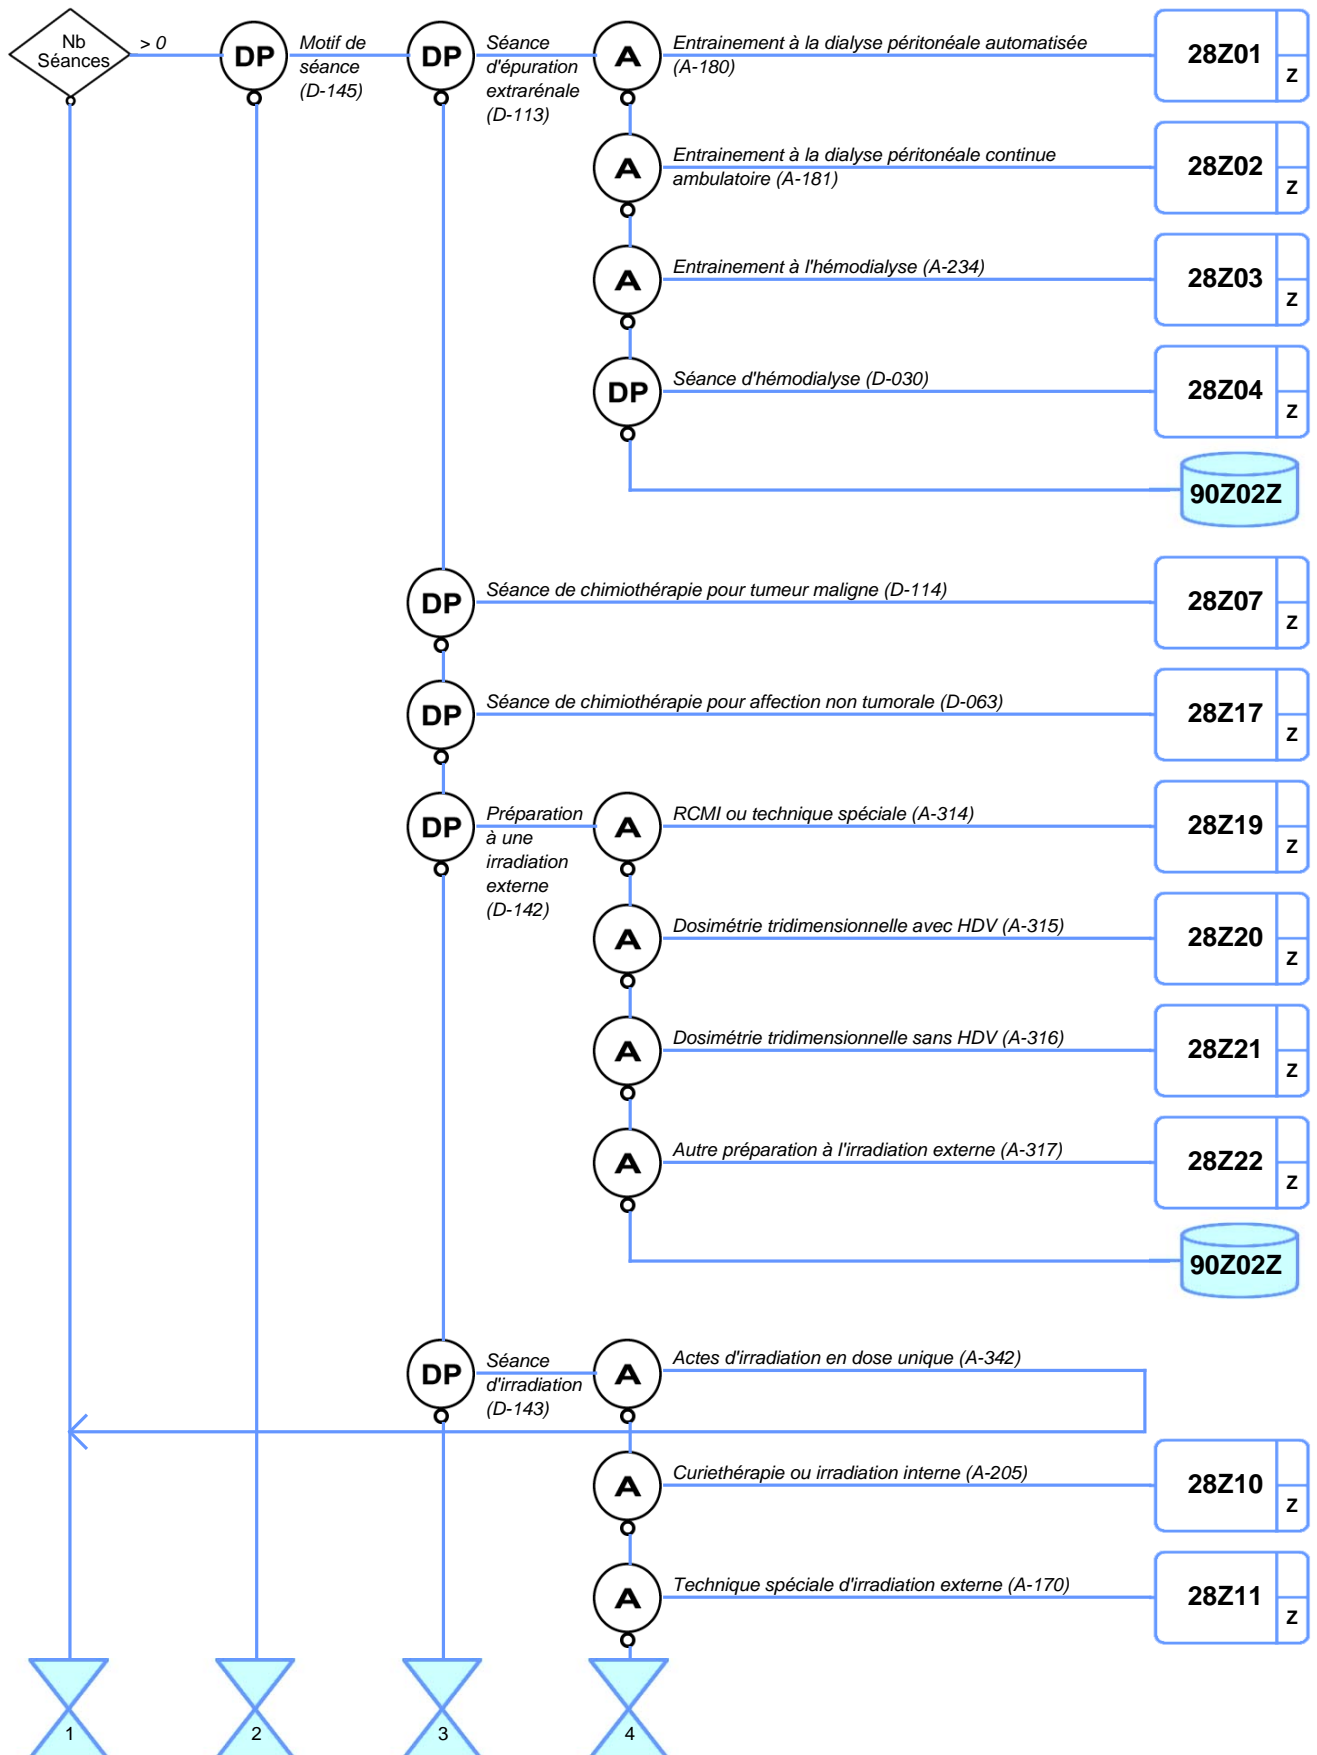 Nb
Séances
> 0
DP
Motif de
séance
(D-145)
DP
Séance
d'épuration
extrarénale
(D-113)
A
Entrainement à la dialyse péritonéale automatisée
(A-180)
28Z01
Z
A
Entrainement à la dialyse péritonéale continue
ambulatoire (A-181)
28Z02
Z
A
Entrainement à l'hémodialyse (A-234)
28Z03
Z
DP
Séance d'hémodialyse (D-030)
28Z04
Z
90Z02Z
DP
Séance de chimiothérapie pour tumeur maligne (D-114)
28Z07
Z
DP
Séance de chimiothérapie pour affection non tumorale (D-063)
28Z17
Z
DP
Préparation
à une
irradiation
externe
(D-142)
A
RCMI ou technique spéciale (A-314)
28Z19
Z
A
Dosimétrie tridimensionnelle avec HDV (A-315)
28Z20
Z
A
Dosimétrie tridimensionnelle sans HDV (A-316)
28Z21
Z
A
Autre préparation à l'irradiation externe (A-317)
28Z22
Z
90Z02Z
DP
Séance
d'irradiation
(D-143)
A
Actes d'irradiation en dose unique (A-342)
A
Curiethérapie ou irradiation interne (A-205)
28Z10
Z
A
Technique spéciale d'irradiation externe (A-170)
28Z11
Z
1
2
3
4